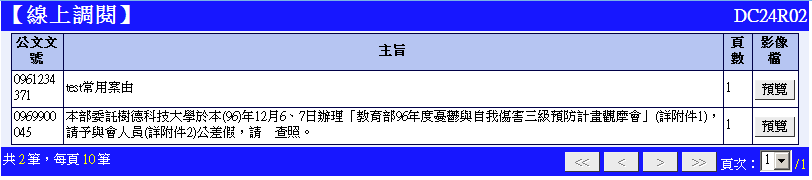 【線上調閱】 DC24R02
公文文號 主旨 頁數 影像檔
0961234371 test常用案由 1 預覽
0969900045 本部委託樹德科技大學於本(96)年12月6、7日辦理「教育部96年度憂鬱與自我傷害三級預防計畫觀摩會」(詳附件1)，
請予與會人員(詳附件2)公差假，請　查照。 1 預覽
共2筆，每頁10筆 << < > >> 頁次：1 /1